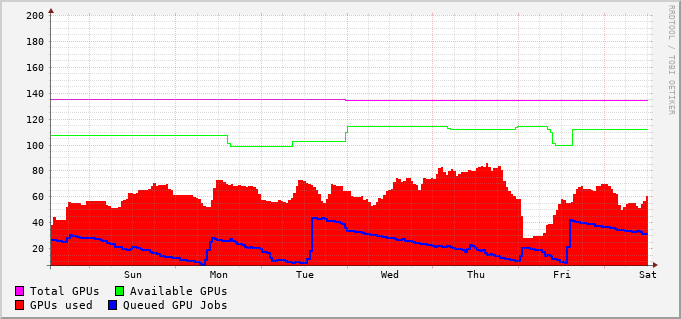 RRDTOOL / TOBI OETIKER
200
180
160
140
120
100
80
60
40
20
Sun Mon Tue Wed Thu Fri Sat
Total GPUs Available GPUs
GPUs used Queued GPU Jobs